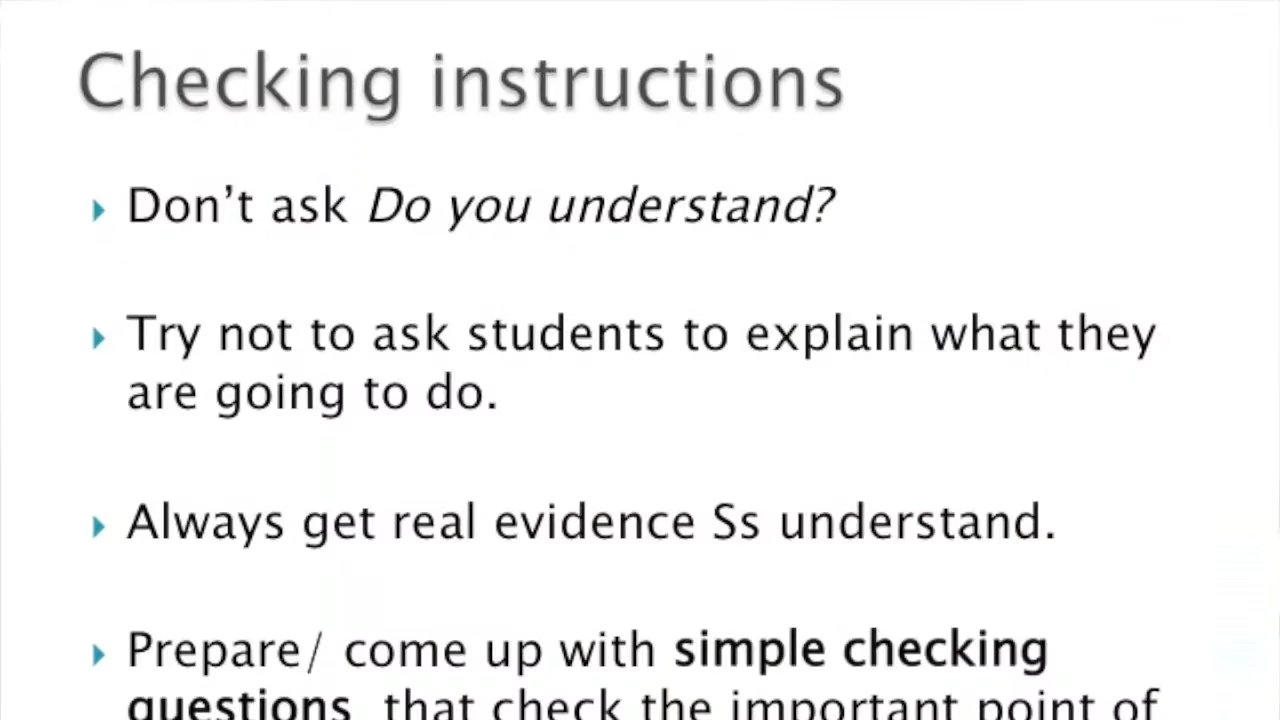 Checking instructions
Don't ask Do you understand?
Try not to ask students to explain what they
are going to do.
Always get real evidence Ss understand.
Prepare/ come up with simple checking
questions that check the important point of